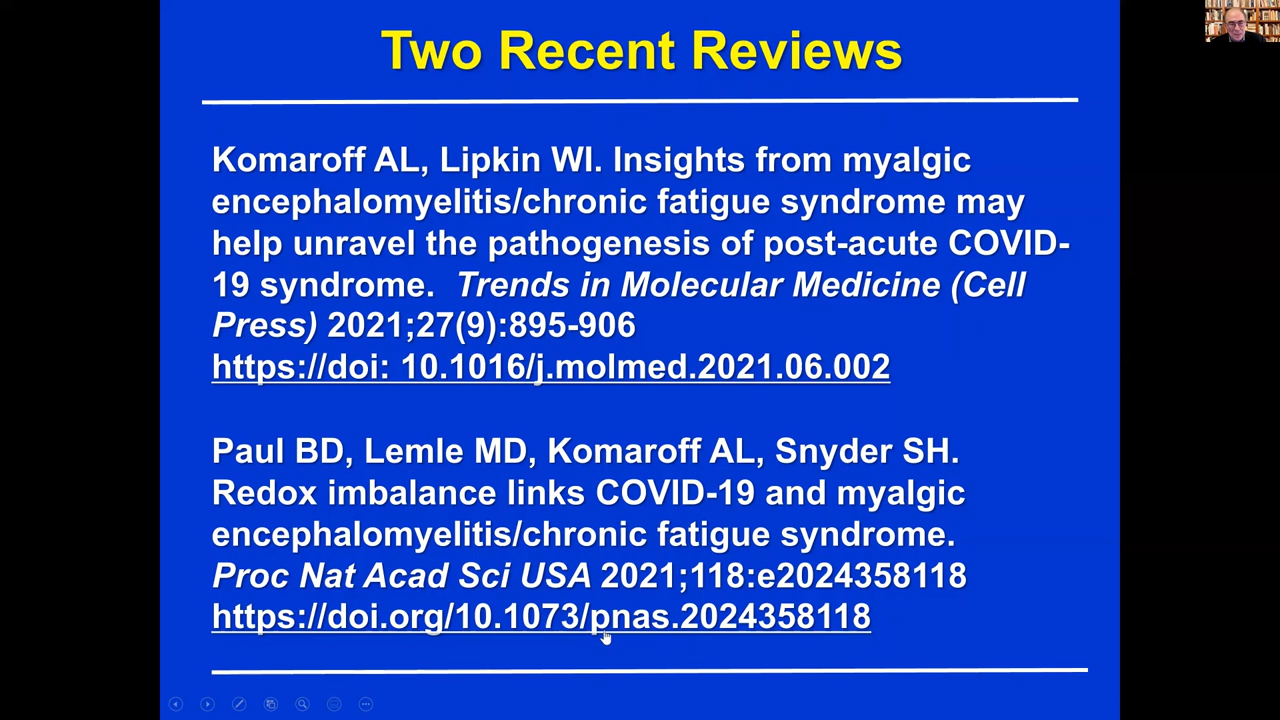 Two Recent Reviews
Komaroff AL, Lipkin WI. Insights from myalgic
encephalomyelitis/chronic fatigue syndrome may
help unravel the pathogenesis of post-acute COVID-
19 syndrome. Trends in Molecular Medicine (Cell
Press) 2021;27(9):895-906
https://doi: 10.1016/j.molmed.2021.06.002
Paul BD, Lemle MD, Komaroff AL, Snyder SH.
Redox imbalance links COVID-19 and myalgic
encephalomyelitis/chronic fatigue syndrome.
Proc Nat Acad Sci USA 2021;118:e2024358118
https://doi.org/10.1073/pnas.2024358118